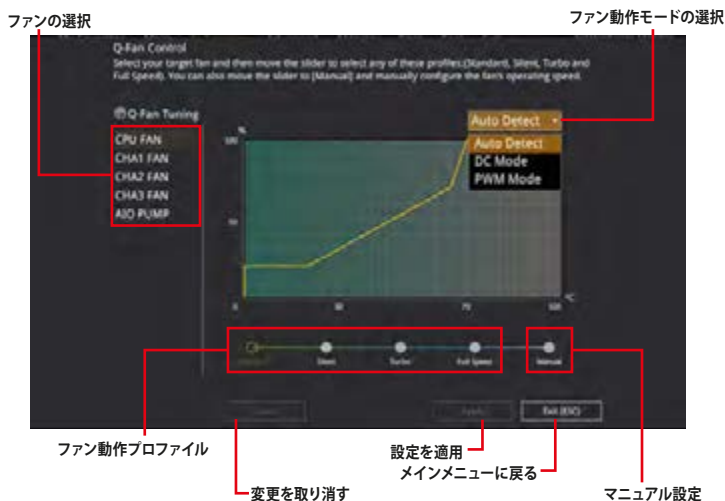 ファンの選択
ファン動作モードの選択
Q-Fan Control
Select your target fan and then move the slider to select any of these profiles:(Standard, Silent, Turbo and
Full Speed). You can also move the slider to [Manual] and manually configure the fan's operating speed.
Q-Fan Tuning
Auto Detect
CPU FAN
CHA1 FAN
CHA2 FAN
CHA3 FAN
AIO PUMP
Auto Detect
DC Mode
PWM Mode
%
100
50
0
30
70
100
°C
Silent
Turbo
Full Speed
Manual
Apply
Exit (ESC)
ファン動作プロファイル
設定を適用
メインメニューに戻る
変更を取り消す
マニュアル設定